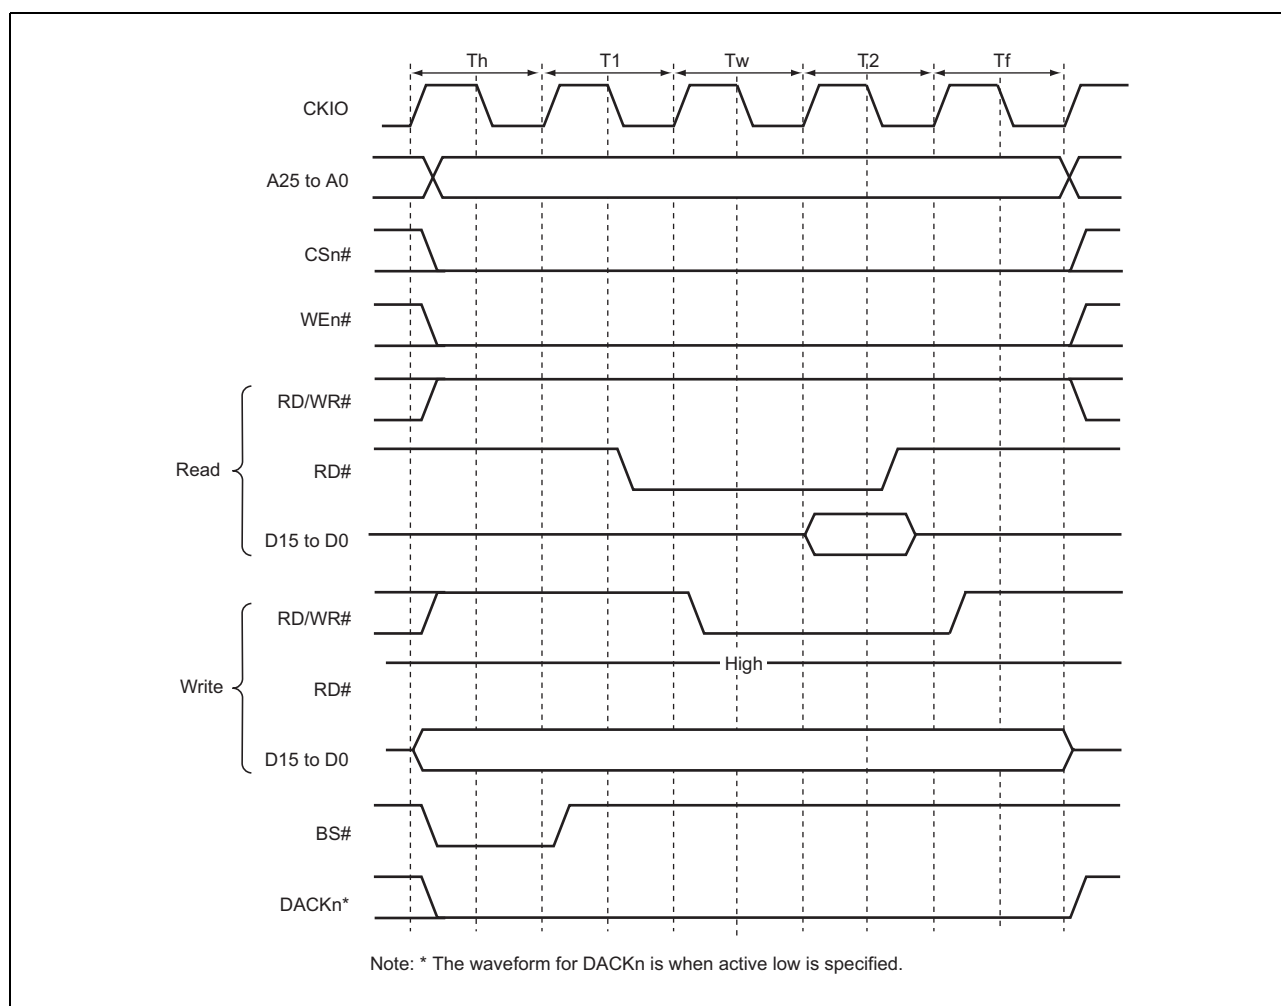 Th T1 Tw T2 Tf
CKIO
A25 to A0
CSn#
WEn#
RD/WR#
Read
RD#
D15 to D0
RD/WR#
High
Write
RD#
D15 to D0
BS#
DACKn*
Note: * The waveform for DACKn is when active low is specified.